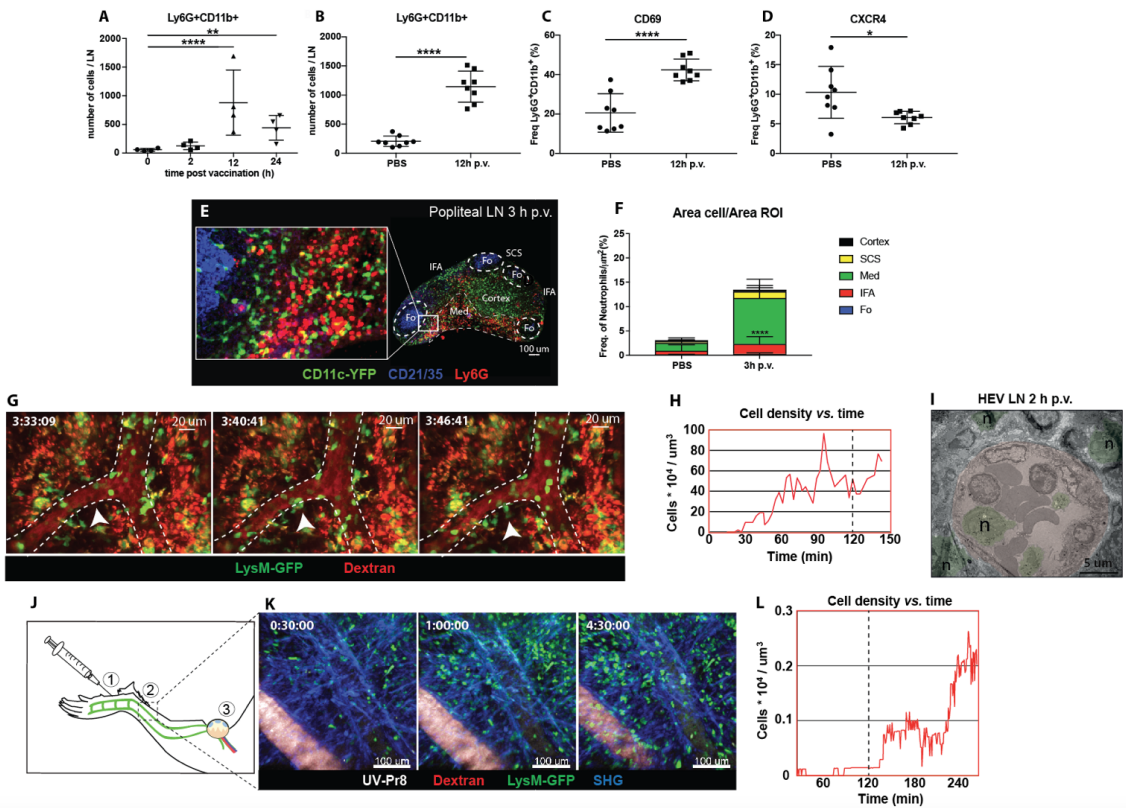 A
Ly6G+CD11b+
number of cells / LN
2000
1500
1000
500
0
**
****
0 2 12 24
time post vaccination (h)
B
Ly6G+CD11b+
number of cells / LN
2000
1500
1000
500
0
****
PBS 12h p.v.
C
CD69
Freq Ly6G+CD11b+ (%)
60
40
20
0
****
PBS 12h p.v.
D
CXCR4
Freq Ly6G+CD11b+ (%)
20
15
10
5
0
*
PBS 12h p.v.
E
Popliteal LN 3 h p.v.
SCS
IFA
Fo
Fo
Cortex
IFA
Med
Fo
Fo
100 um
CD11c-YFP CD21/35 Ly6G
F
Area cell/Area ROI
Freq. of Neutrophils/µm²(%)
25
20
15
10
5
0
****
PBS 3h p.v.
Cortex
SCS
Med
IFA
Fo
G
3:33:09 20 um
3:40:41 20 um
3:46:41 20 um
LysM-GFP Dextran
H
Cell density vs. time
Cells * 10⁴ / um3
100
80
60
40
20
0
0 30 60 90 120 150
Time (min)
I
HEV LN 2 h p.v.
n
n
n
n
5 um
J
1
2
3
K
0:30:00 100 um
1:00:00 100 um
4:30:00 100 um
UV-Pr8 Dextran LysM-GFP SHG
L
Cell density vs. time
Cells * 10⁴ / um³
0.3
0.2
0.1
0
60 120 180 240
Time (min)